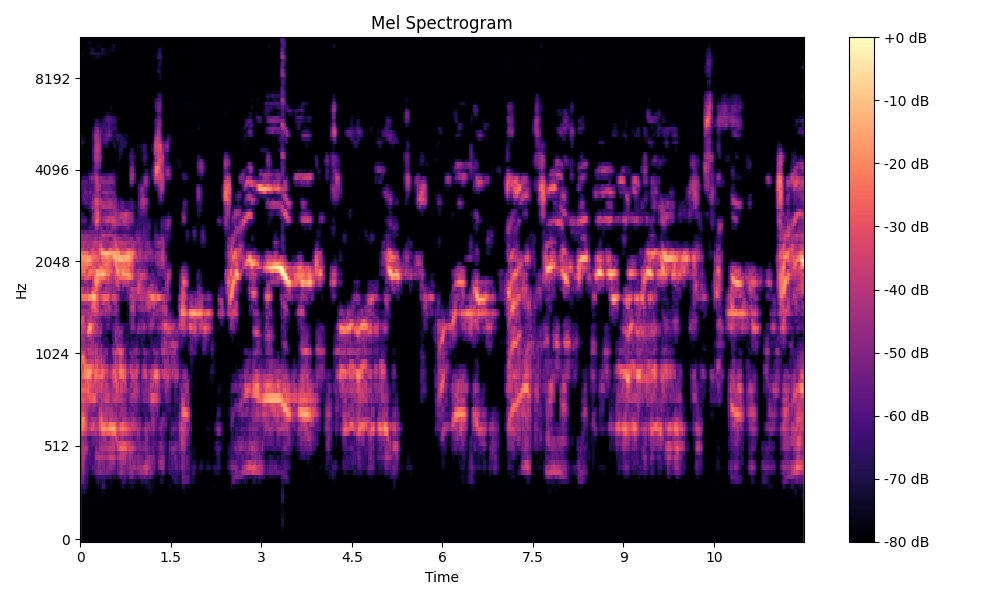 Mel Spectrogram
+0 dB
8192
-10 dB
-20 dB
4096
-30 dB
2048
-40 dB
Hz
1024
-50 dB
-60 dB
512
-70 dB
0
-80 dB
0 1.5 3 4.5 6 7.5 9 10
Time